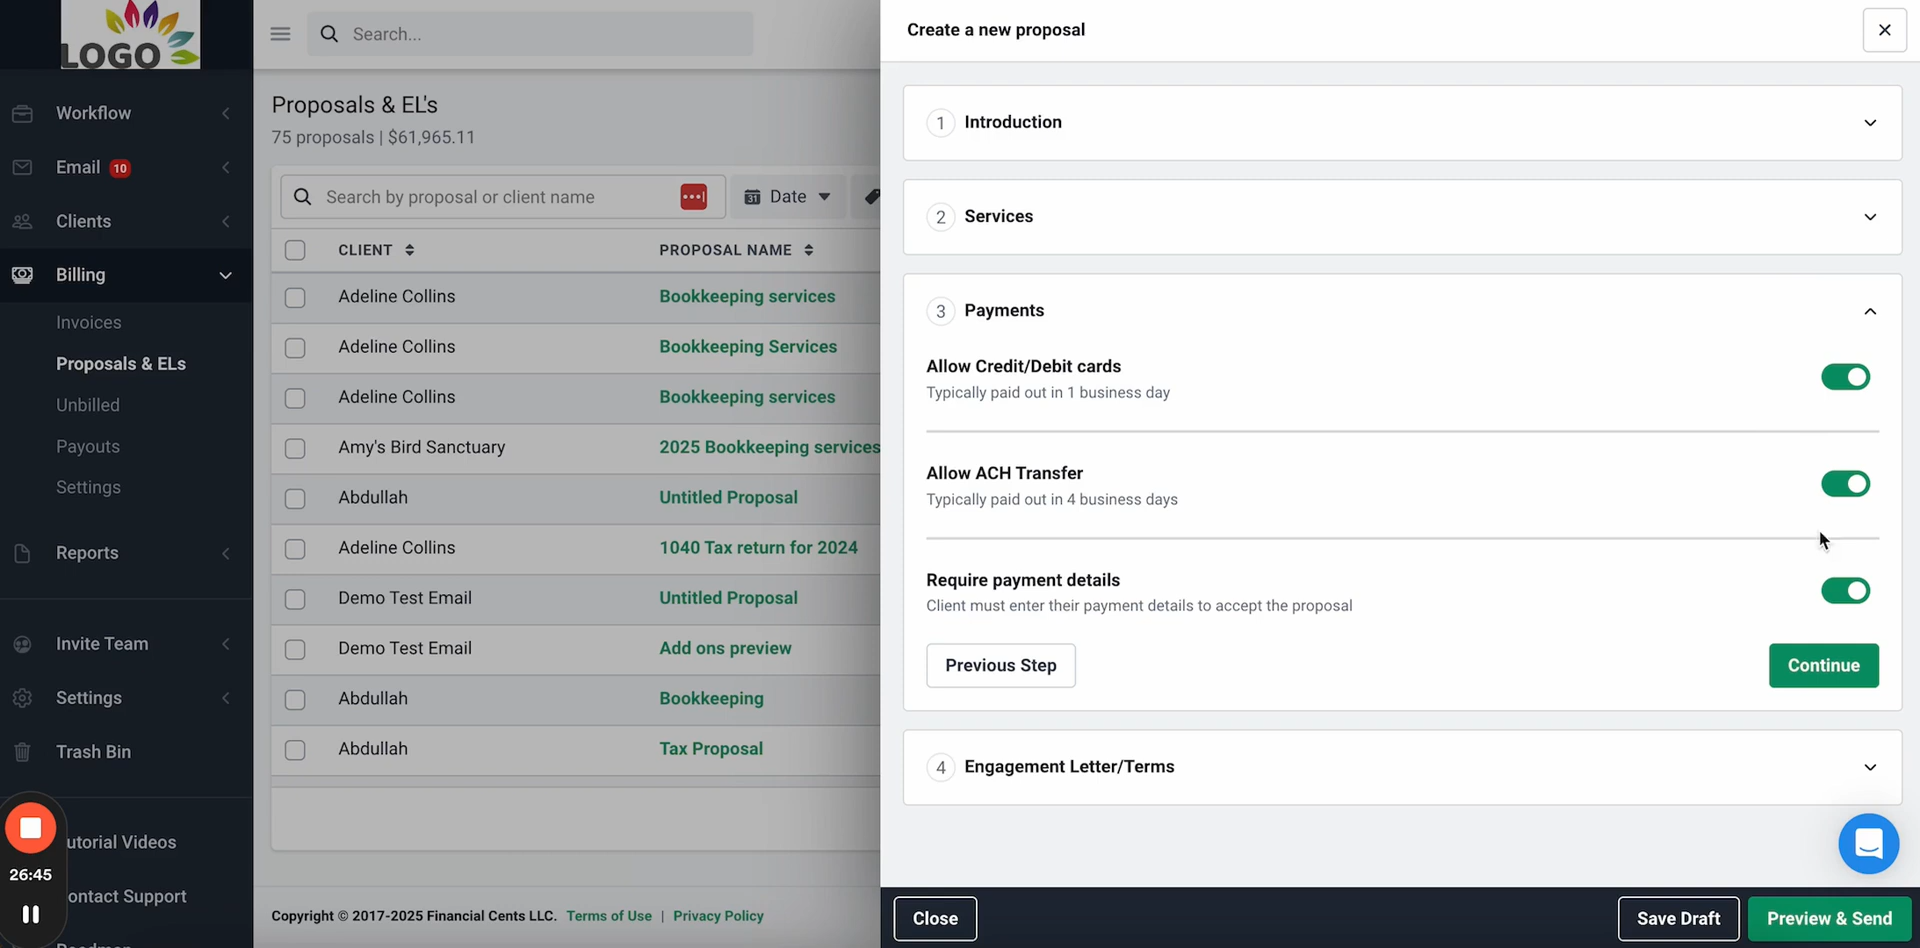 LOGO
Workflow
Email 10
Clients
Billing
Invoices
Proposals & ELs
Unbilled
Payouts
Settings
Reports
Invite Team
Settings
Trash Bin
utorial Videos
26:45
ontact Support
Search...
Proposals & EL's
75 proposals | $61,965.11
Search by proposal or client name
31 Date
CLIENT PROPOSAL NAME
Adeline Collins Bookkeeping services
Adeline Collins Bookkeeping Services
Adeline Collins Bookkeeping services
Amy's Bird Sanctuary 2025 Bookkeeping services
Abdullah Untitled Proposal
Adeline Collins 1040 Tax return for 2024
Demo Test Email Untitled Proposal
Demo Test Email Add ons preview
Abdullah Bookkeeping
Abdullah Tax Proposal
Copyright © 2017-2025 Financial Cents LLC. Terms of Use | Privacy Policy
Create a new proposal
1 Introduction
2 Services
3 Payments
Allow Credit/Debit cards
Typically paid out in 1 business day
Allow ACH Transfer
Typically paid out in 4 business days
Require payment details
Client must enter their payment details to accept the proposal
Previous Step Continue
4 Engagement Letter/Terms
Close Save Draft Preview & Send